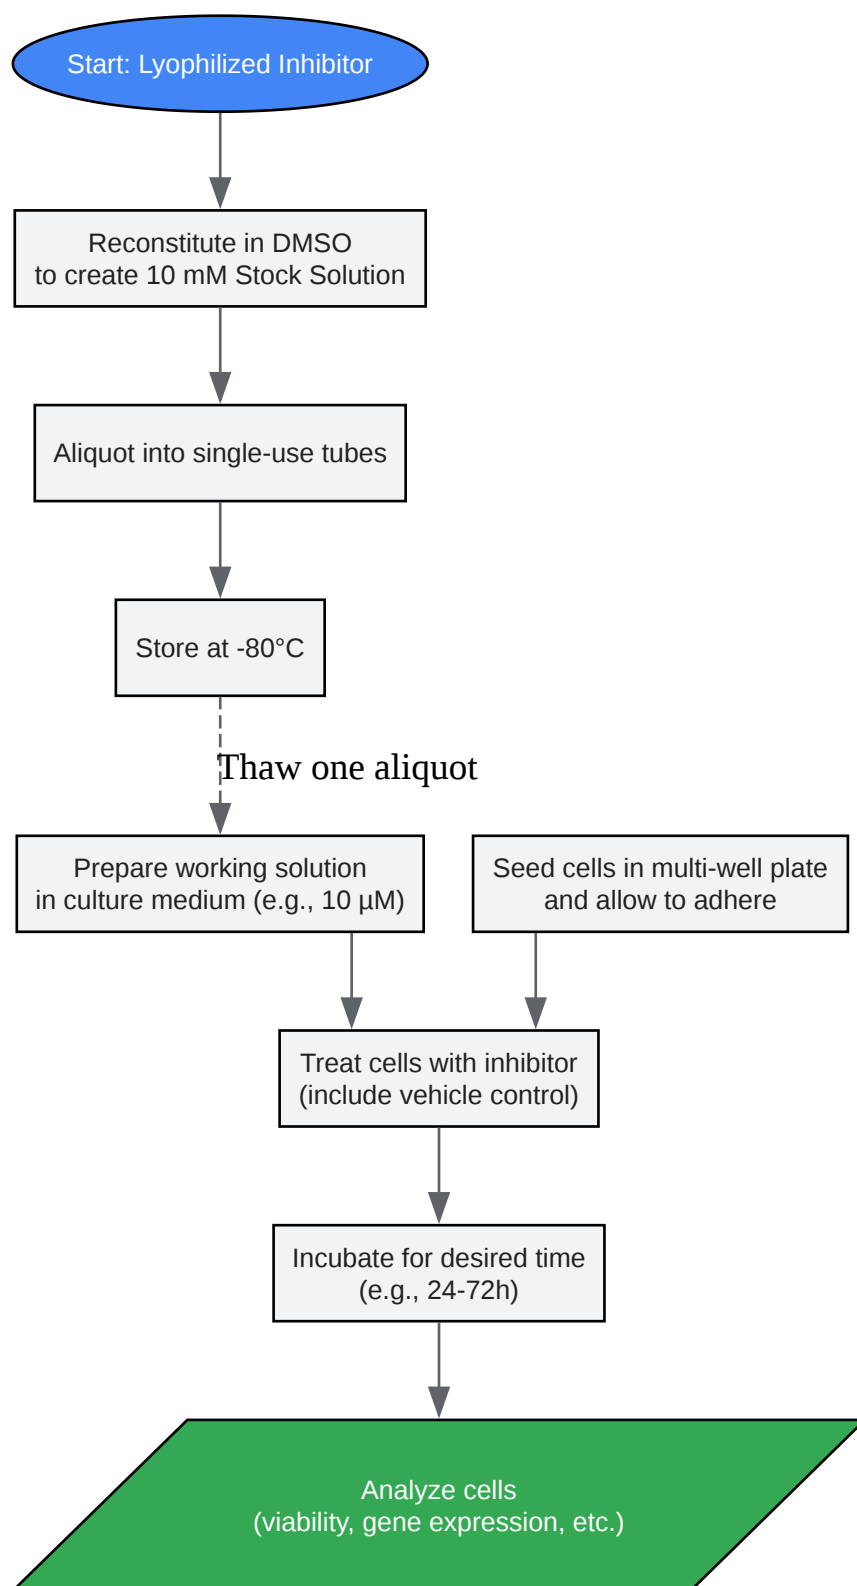 Start: Lyophilized Inhibitor
Reconstitute in DMSO
to create 10 mM Stock Solution
Aliquot into single-use tubes
Store at -80°C
Thaw one aliquot
Prepare working solution
in culture medium (e.g., 10 µM)
Seed cells in multi-well plate
and allow to adhere
Treat cells with inhibitor
(include vehicle control)
Incubate for desired time
(e.g., 24-72h)
Analyze cells
(viability, gene expression, etc.)